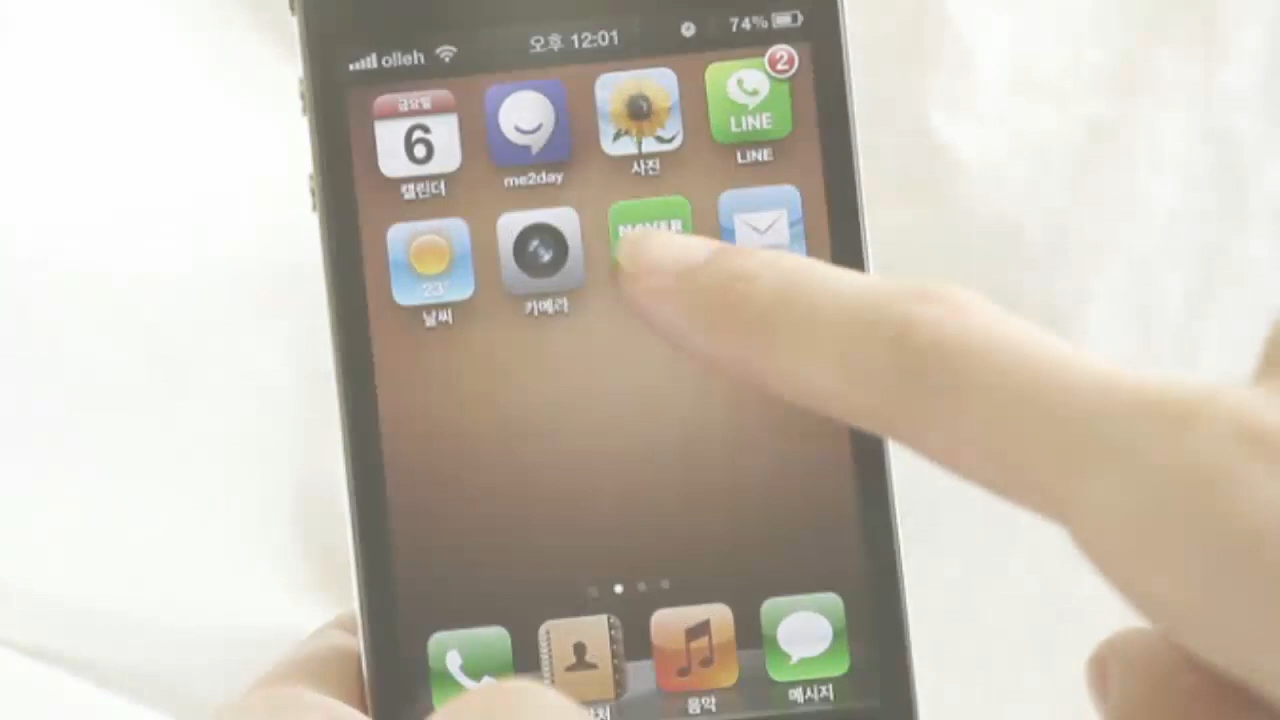 olleh 오후 12:01 74%
금요일
6
캘린더
me2day
사진
LINE
2
LINE
23°
날씨
카메라
NAVER
음악
메시지